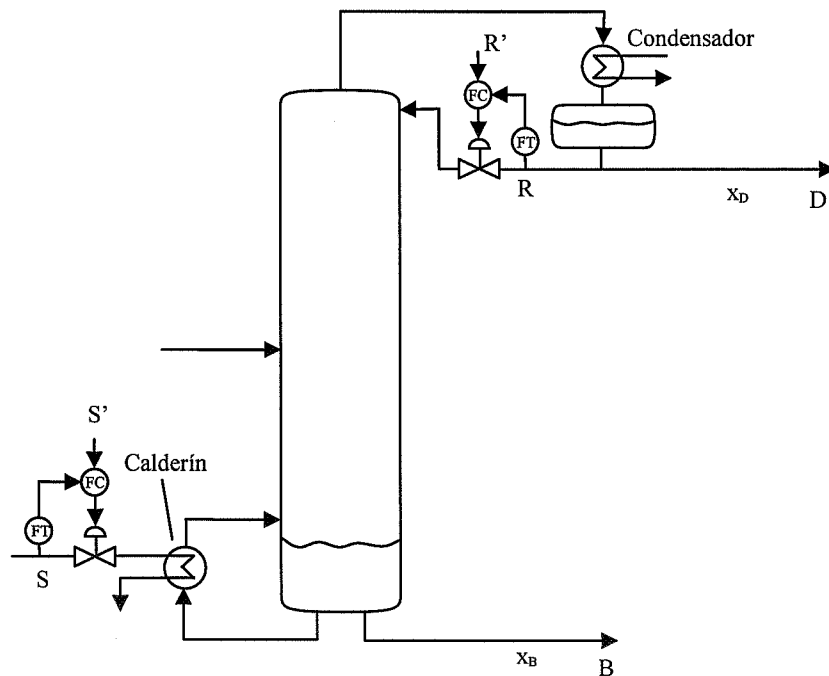 Condensador
R'
FC
FT
R
x_D
D
S'
Calderín
FC
FT
S
x_B
B